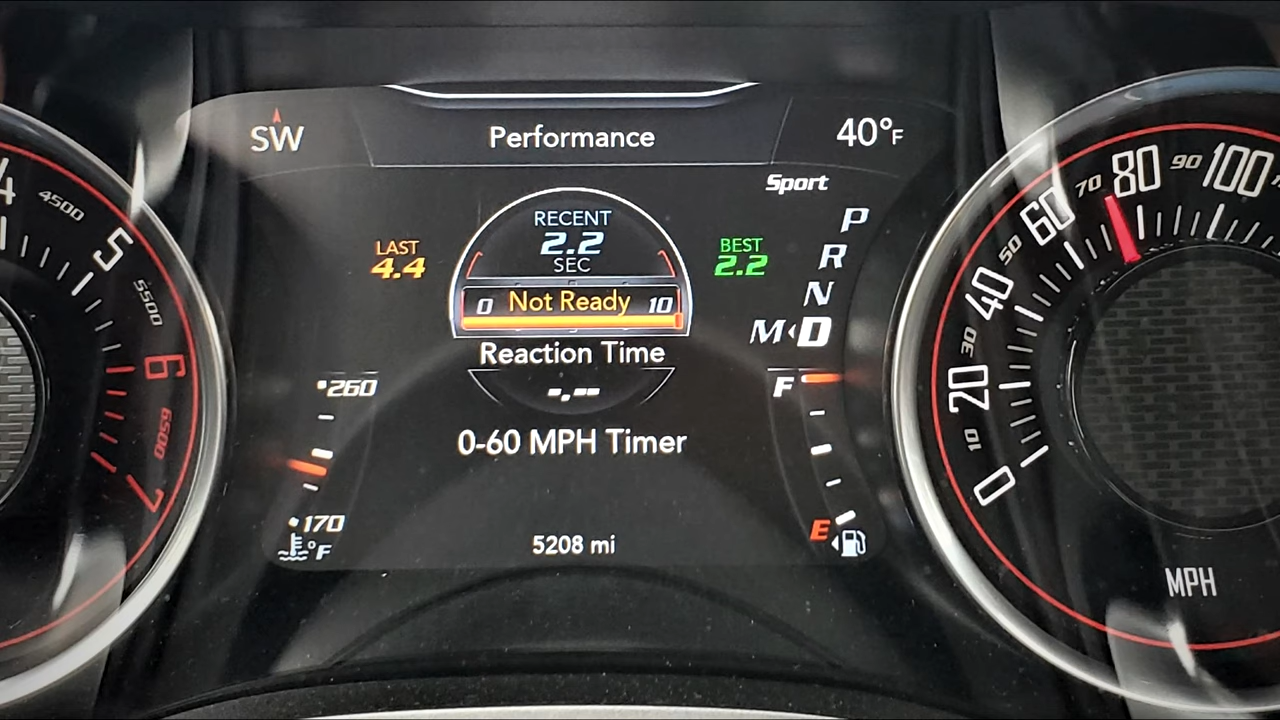 SW
Performance
40°F
Sport
RECENT
2.2
SEC
LAST
4.4
BEST
2.2
P
R
N
M D
0 Not Ready 10
Reaction Time
-.--
0-60 MPH Timer
260
170
°F
F
E
5208 mi
4
4500
5
5500
6
6500
7
0
10
20
30
40
50
60
70
80
90
100
MPH